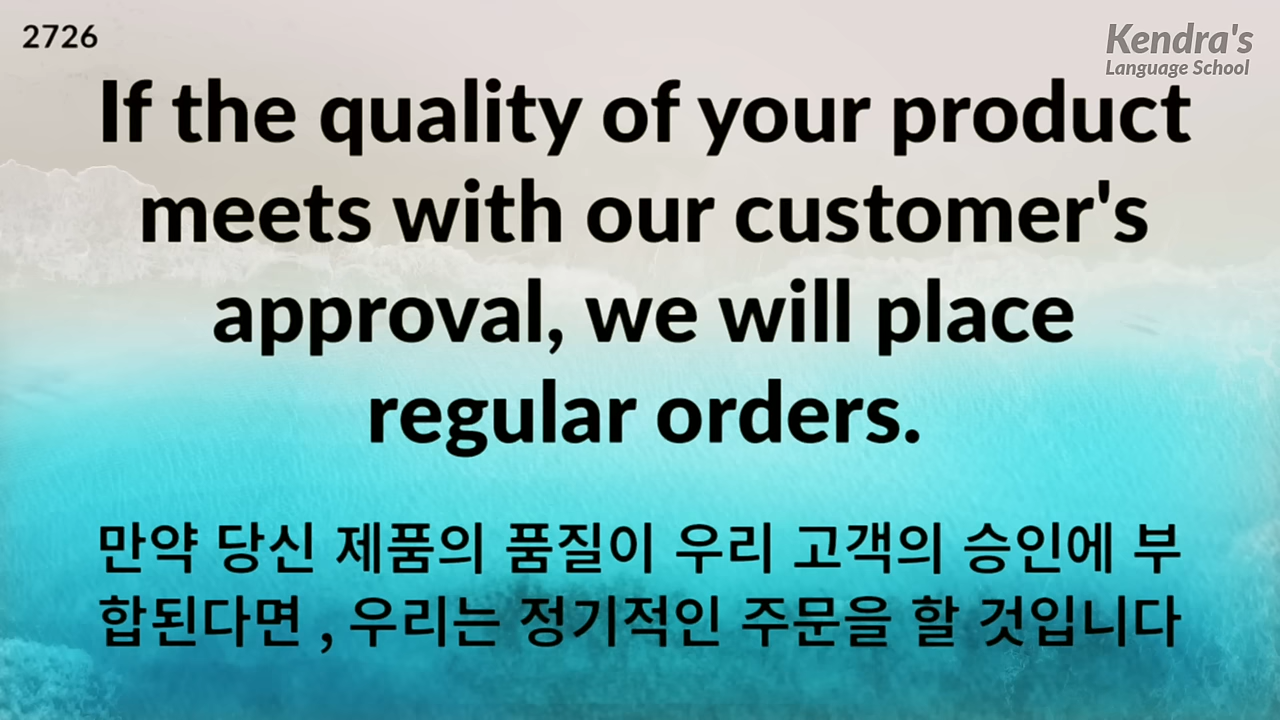 2726
Kendra's
Language School
If the quality of your product
meets with our customer's
approval, we will place
regular orders.
만약 당신 제품의 품질이 우리 고객의 승인에 부
합된다면 , 우리는 정기적인 주문을 할 것입니다